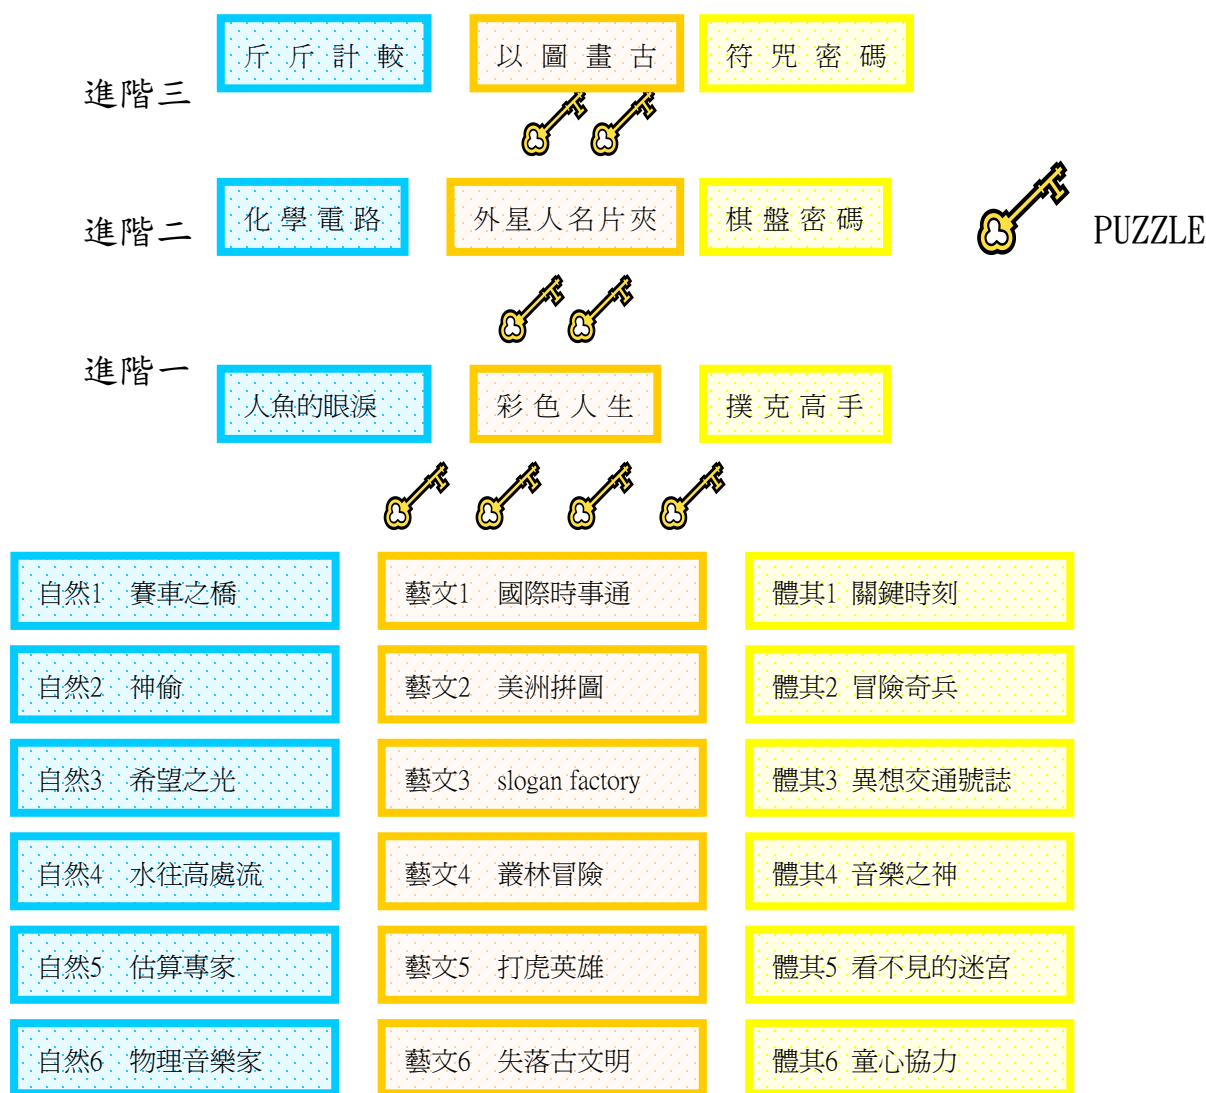 斤斤計較 以圖畫古 符咒密碼
進階三
化學電路 外星人名片夾 棋盤密碼
進階二
PUZZLE
進階一
人魚的眼淚 彩色人生 撲克高手
自然1 賽車之橋 藝文1 國際時事通 體其1 關鍵時刻
自然2 神偷 藝文2 美洲拼圖 體其2 冒險奇兵
自然3 希望之光 藝文3 slogan factory 體其3 異想交通號誌
自然4 水往高處流 藝文4 叢林冒險 體其4 音樂之神
自然5 估算專家 藝文5 打虎英雄 體其5 看不見的迷宮
自然6 物理音樂家 藝文6 失落古文明 體其6 童心協力